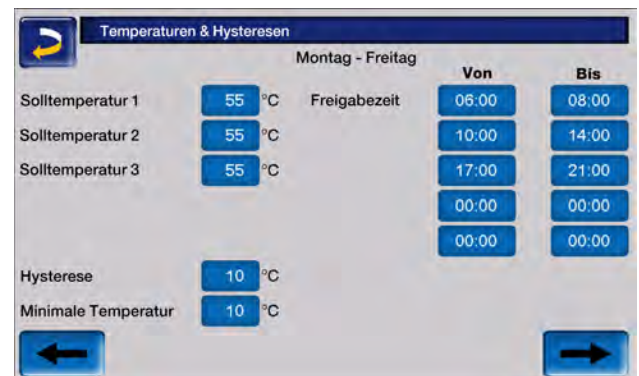 Temperaturen & Hysteresen
Montag - Freitag
Von Bis
Solltemperatur 1 55 °C Freigabezeit 06:00 08:00
Solltemperatur 2 55 °C 10:00 14:00
Solltemperatur 3 55 °C 17:00 21:00
00:00 00:00
00:00 00:00
Hysterese 10 °C
Minimale Temperatur 10 °C